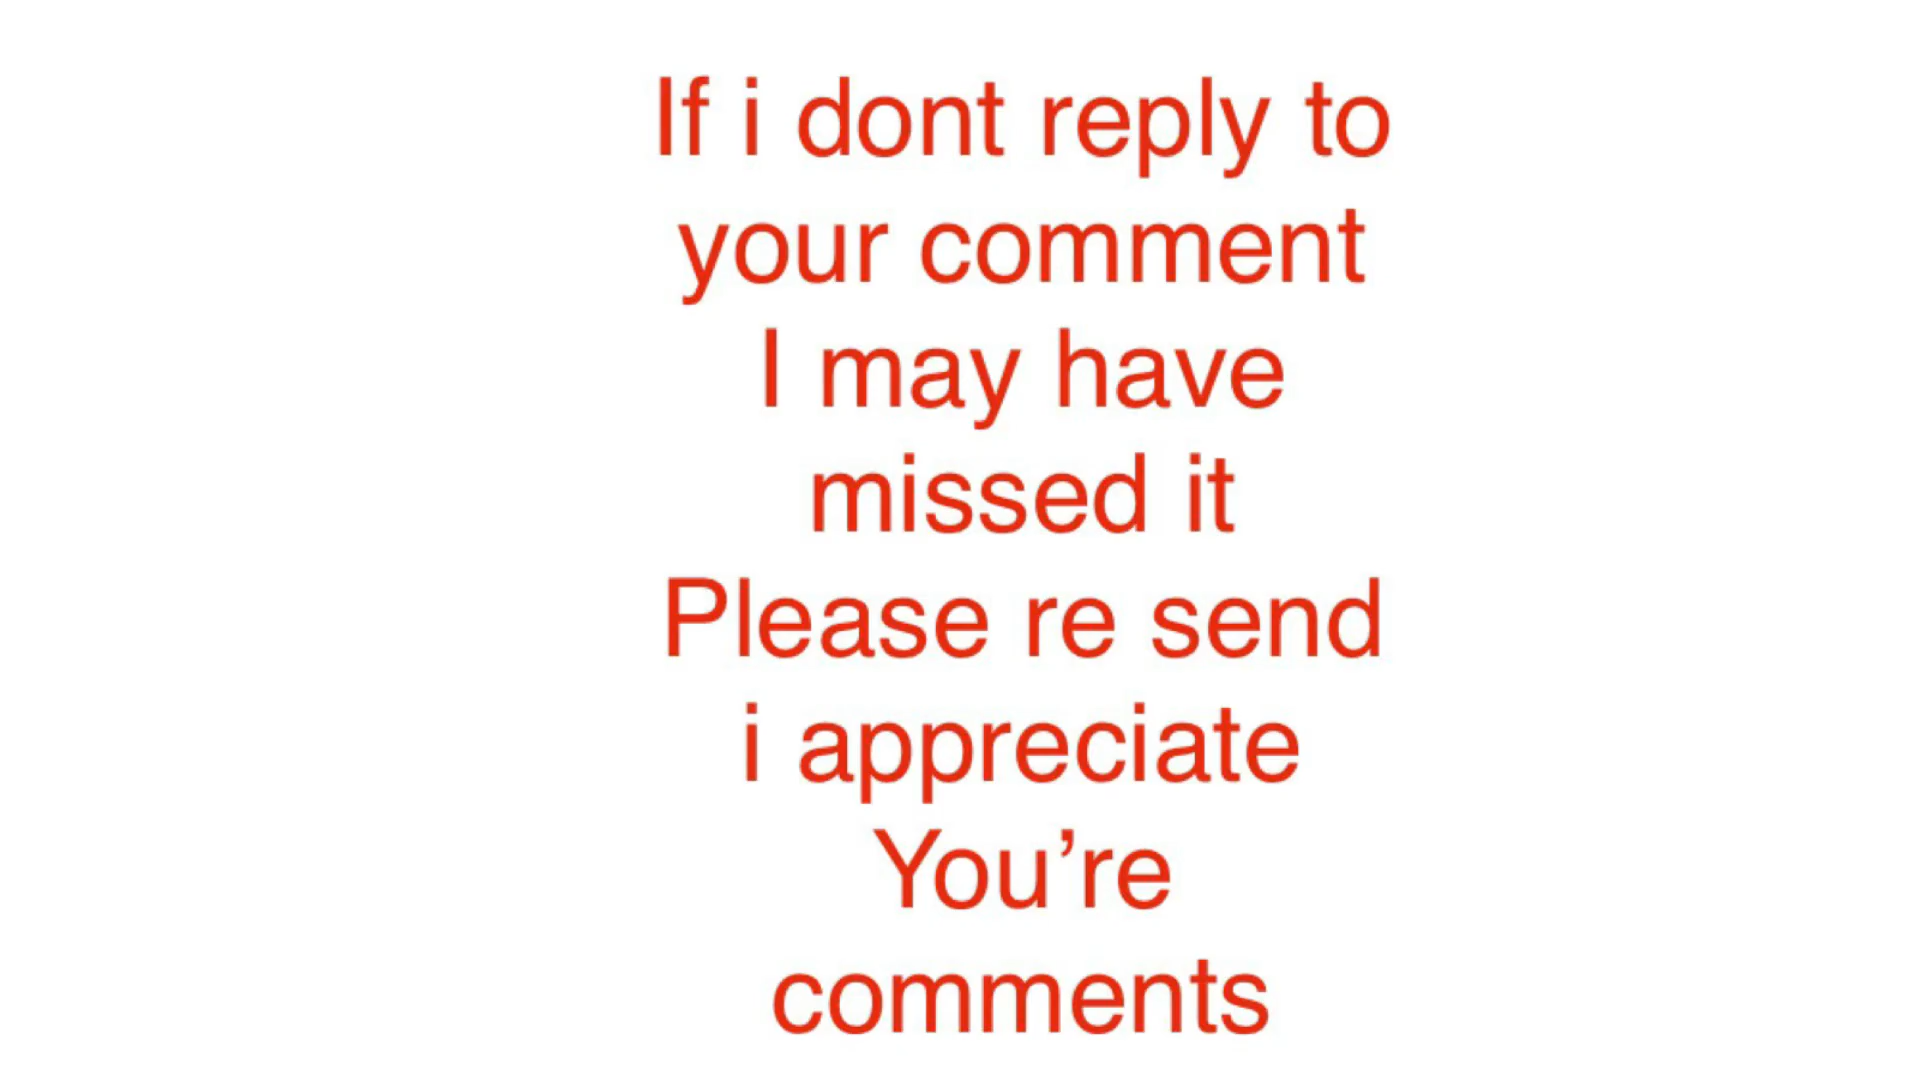 If i dont reply to
your comment
I may have
missed it
Please re send
i appreciate
You’re
comments